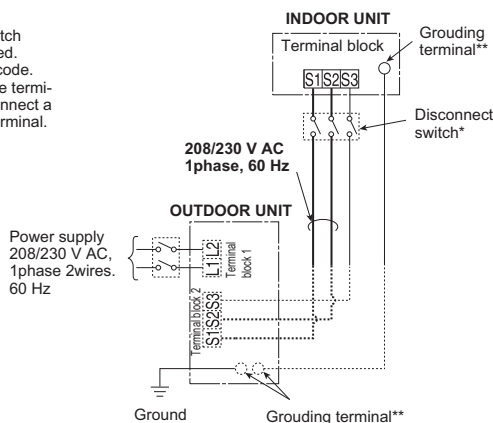 tch
ed.
code.
e termi-
nnect a
rminal.
INDOOR UNIT
Terminal block
Grouding
terminal**
S1 S2 S3
Disconnect
switch*
208/230 V AC
1phase, 60 Hz
OUTDOOR UNIT
Power supply
208/230 V AC,
1phase 2wires.
60 Hz
L1 L2
Terminal
block 1
Terminal block 2
S1 S2 S3
Ground
Grouding terminal**